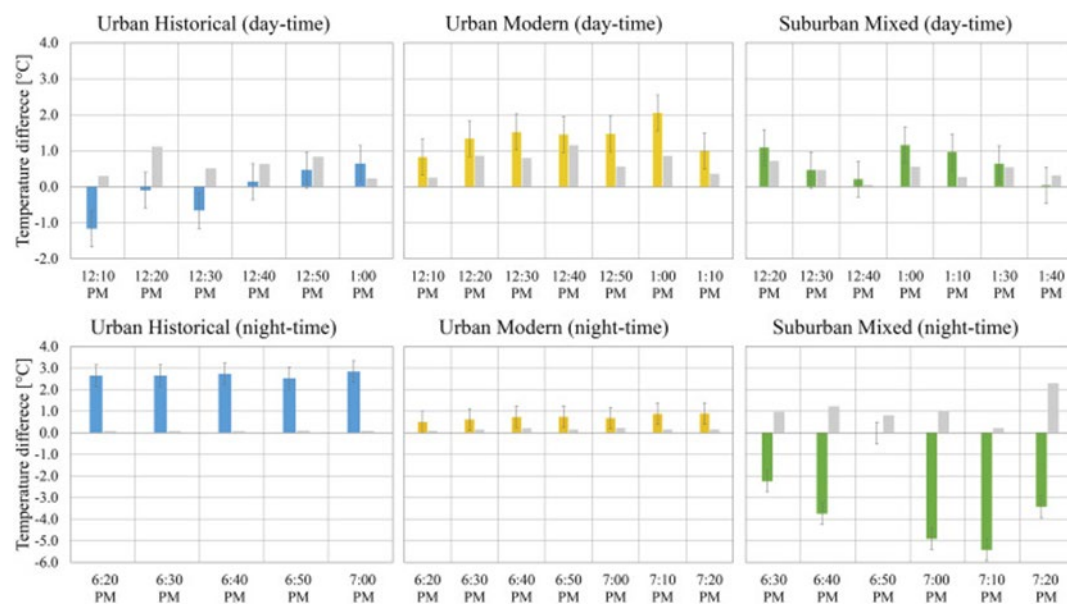 Urban Historical (day-time)
Urban Modern (day-time)
Suburban Mixed (day-time)
Temperature differece [°C]
4.0
3.0
2.0
1.0
0.0
-1.0
-2.0
12:10 PM
12:20 PM
12:30 PM
12:40 PM
12:50 PM
1:00 PM
12:10 PM
12:20 PM
12:30 PM
12:40 PM
12:50 PM
1:00 PM
1:10 PM
12:20 PM
12:30 PM
12:40 PM
1:00 PM
1:10 PM
1:30 PM
1:40 PM
Urban Historical (night-time)
Urban Modern (night-time)
Suburban Mixed (night-time)
Temperature differece [°C]
4.0
3.0
2.0
1.0
0.0
-1.0
-2.0
-3.0
-4.0
-5.0
-6.0
6:20 PM
6:30 PM
6:40 PM
6:50 PM
7:00 PM
6:20 PM
6:30 PM
6:40 PM
6:50 PM
7:00 PM
7:10 PM
7:20 PM
6:30 PM
6:40 PM
6:50 PM
7:00 PM
7:10 PM
7:20 PM